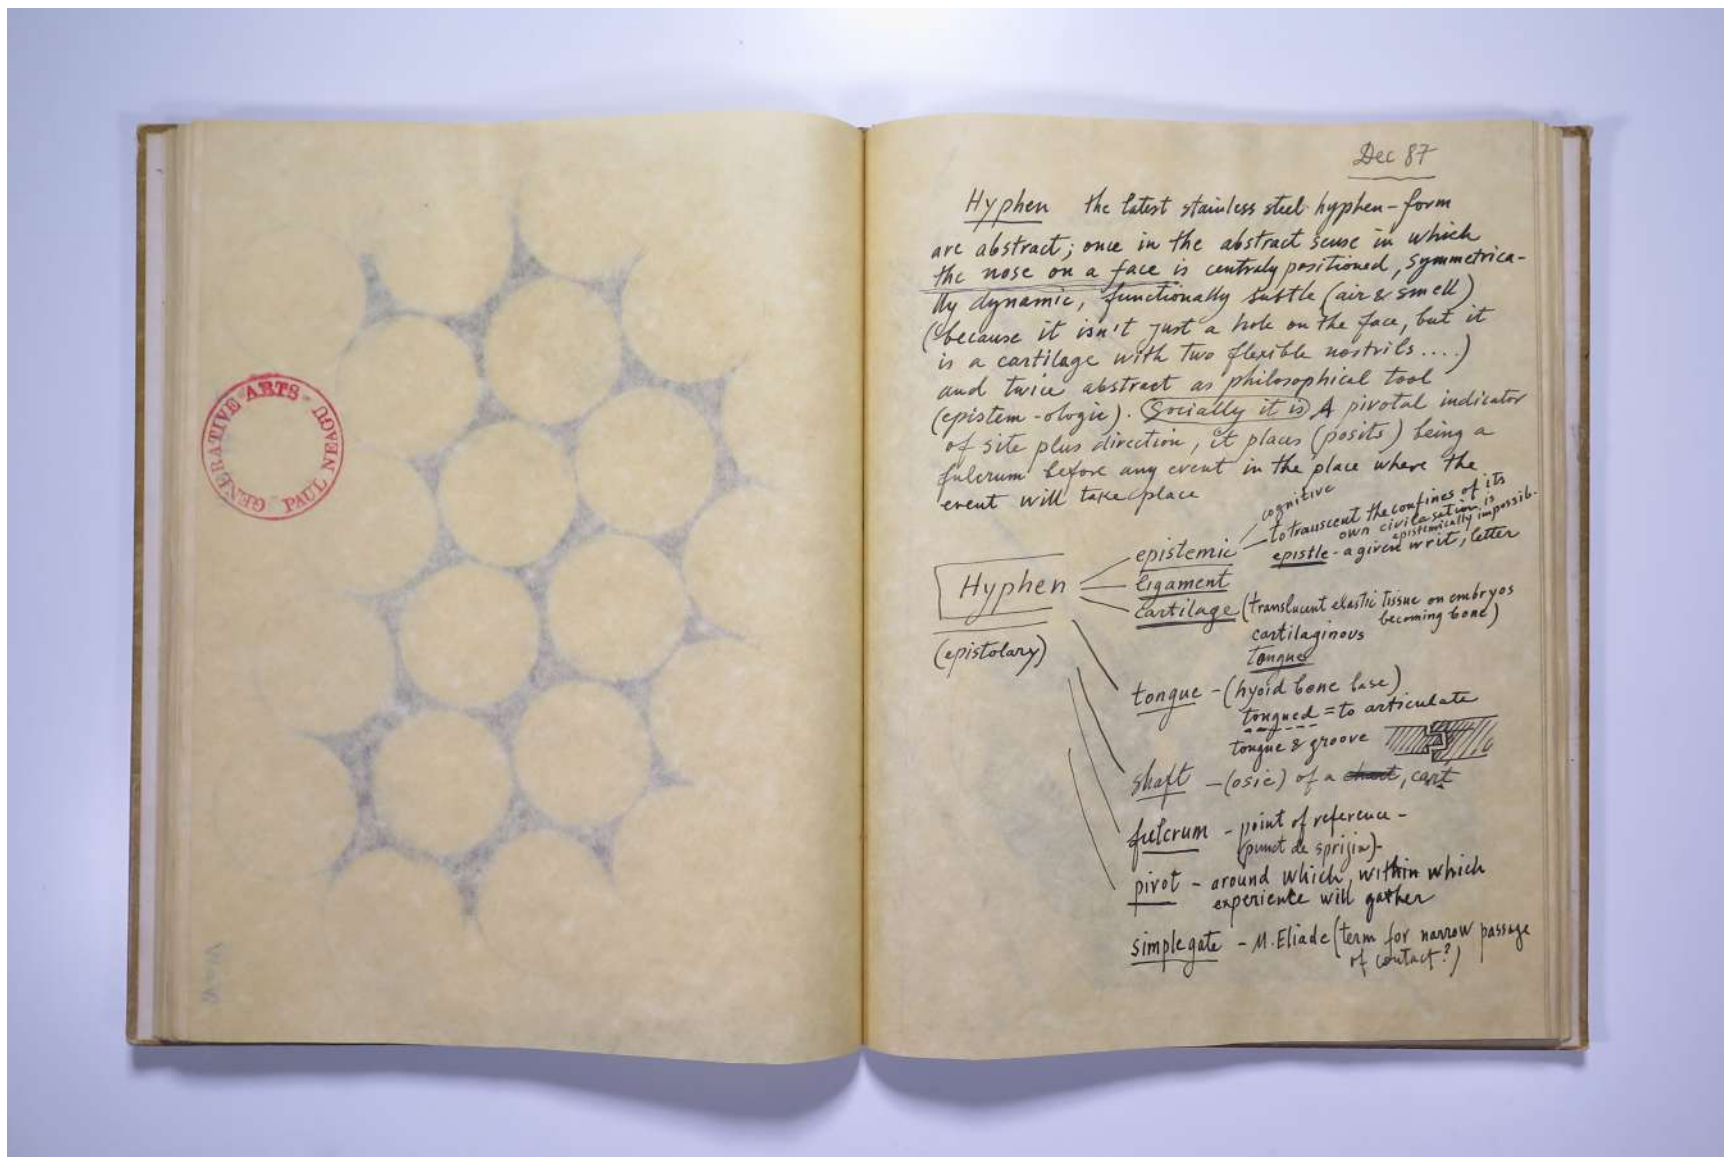 GENERATIVE ARTS - PAUL NEAGU
Dec 87
Hyphen the latest stainless steel hyphen-form
are abstract; once in the abstract sense in which
the nose on a face is centraly positioned, symmetrica-
lly dynamic, functionally subtle (air & smell)
(because it isn't just a hole on the face, but it
is a cartilage with two flexible nostrils....)
and twice abstract as philosophical tool
(epistem-ologic). Socially it is A pivotal indicator
of site plus direction, it places (posits) being a
fulcrum before any event in the place where the
event will take place
cognitive
to transcent the confines of its
own civilasation is
epistemically impossib.
epistemic
epistle - a given writ, letter
Hyphen
ligament
cartilage (translucent elastic tissue on embryos
becoming bone)
cartilaginous
tongue
(epistolary)
tongue - (hyoid bone base)
tongued = to articulate
tongue & groove
shaft - (osie) of a cart
fulcrum - point of reference -
(punct de sprijin) -
pivot - around which, within which
experience will gather
simplegate - M. Eliade (term for narrow passage
of contact?)